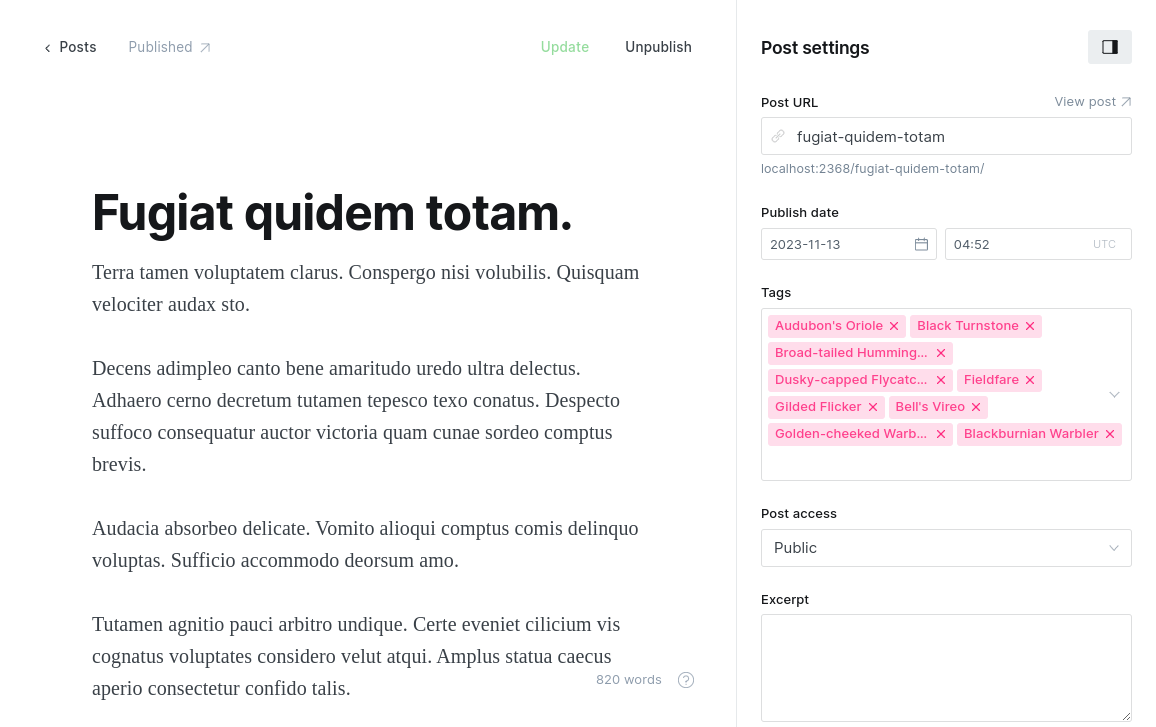 Posts Published Update Unpublish
Fugiat quidem totam.
Terra tamen voluptatem clarus. Conspergo nisi volubilis. Quisquam
velociter audax sto.
Decens adimpleo canto bene amaritudo uredo ultra delectus.
Adhaero cerno decretum tutamen tepesco texo conatus. Despecto
suffoco consequatur auctor victoria quam cunae sordeo comptus
brevis.
Audacia absorbeo delicate. Vomito alioqui comptus comis delinquo
voluptas. Sufficio accommodo deorsum amo.
Tutamen agnitio pauci arbitro undique. Certe eveniet cilicium vis
cognatus voluptates considero velut atqui. Amplus statua caecus
aperio consectetur confido talis.
820 words
Post settings
Post URL View post
fugiat-quidem-totam
localhost:2368/fugiat-quidem-totam/
Publish date
2023-11-13 04:52 UTC
Tags
Audubon's Oriole Black Turnstone
Broad-tailed Humming...
Dusky-capped Flycatc... Fieldfare
Gilded Flicker Bell's Vireo
Golden-cheeked Warb... Blackburnian Warbler
Post access
Public
Excerpt